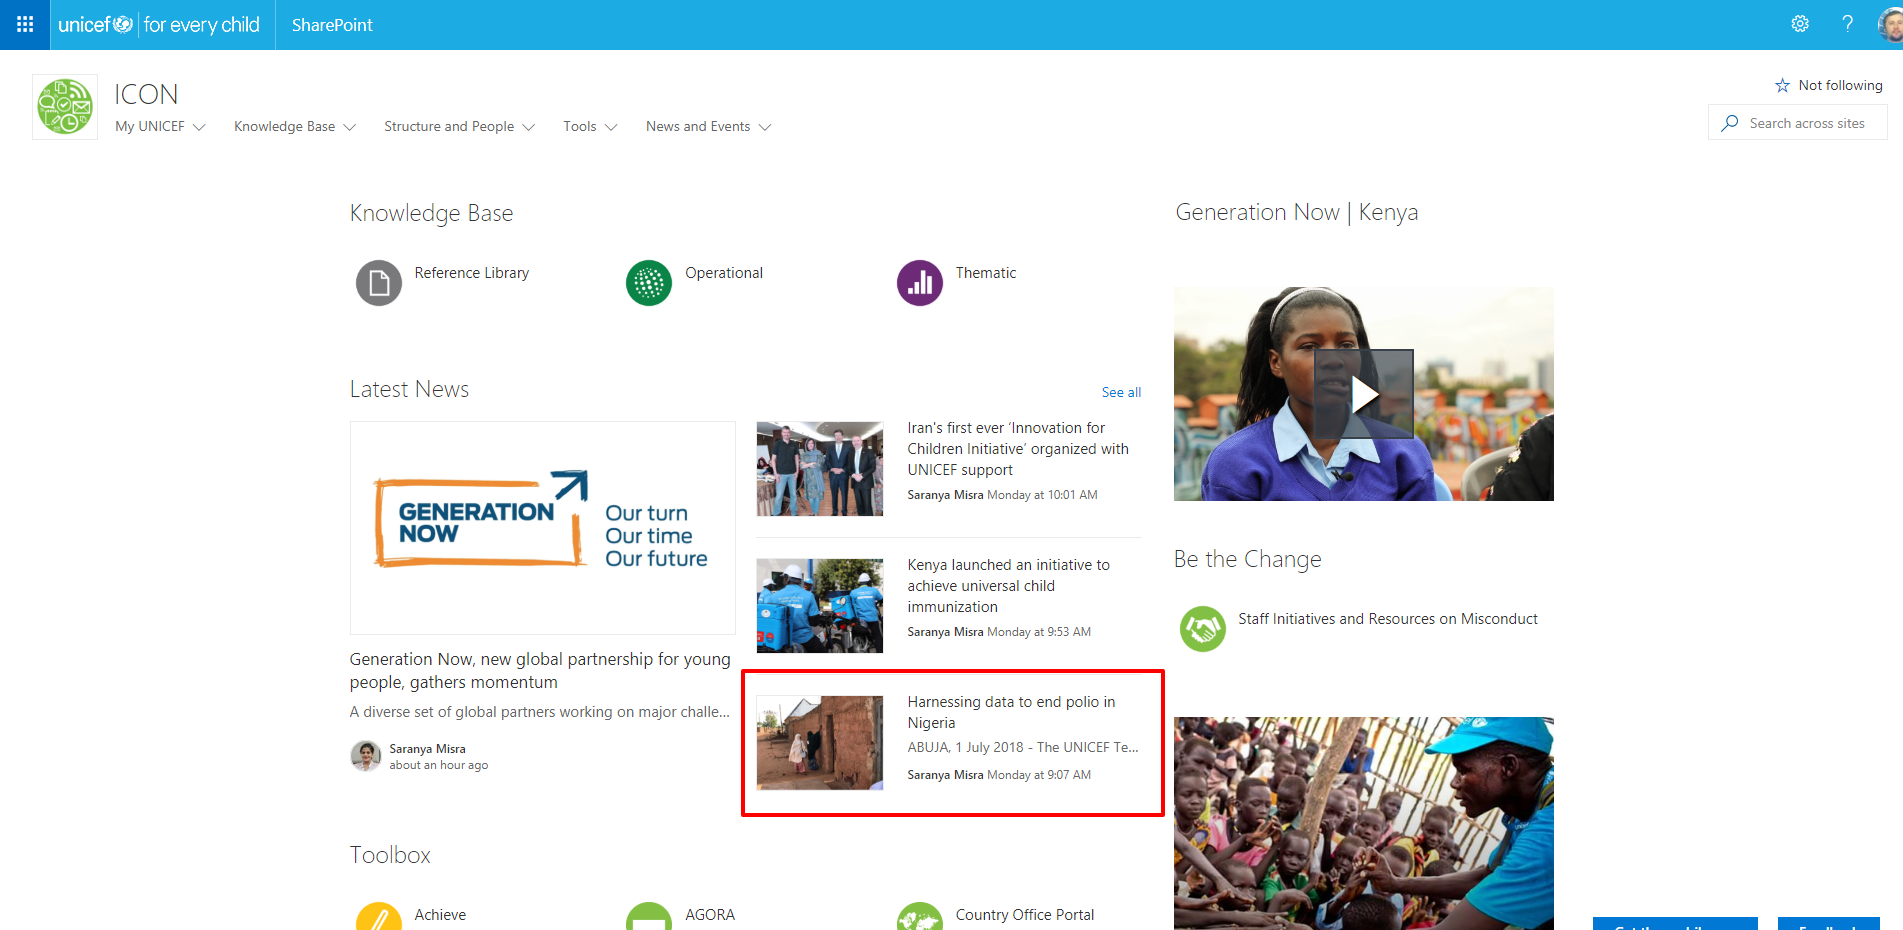 unicef for every child
SharePoint
ICON
Not following
My UNICEF
Knowledge Base
Structure and People
Tools
News and Events
Search across sites
Knowledge Base
Reference Library
Operational
Thematic
Latest News
See all
GENERATION
NOW
Our turn
Our time
Our future
Generation Now, new global partnership for young
people, gathers momentum
A diverse set of global partners working on major challe...
Saranya Misra
about an hour ago
Iran's first ever ‘Innovation for
Children Initiative’ organized with
UNICEF support
Saranya Misra Monday at 10:01 AM
Kenya launched an initiative to
achieve universal child
immunization
Saranya Misra Monday at 9:53 AM
Harnessing data to end polio in
Nigeria
ABUJA, 1 July 2018 - The UNICEF Te...
Saranya Misra Monday at 9:07 AM
Toolbox
Achieve
AGORA
Country Office Portal
Generation Now | Kenya
Be the Change
Staff Initiatives and Resources on Misconduct